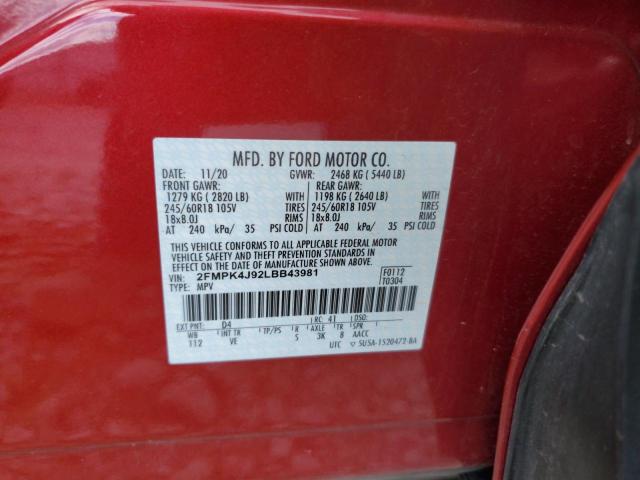 MFD. BY FORD MOTOR CO.
DATE: 11/20 GVWR: 2468 KG ( 5440 LB)
FRONT GAWR: REAR GAWR:
1279 KG ( 2820 LB) WITH 1198 KG ( 2640 LB) WITH
245/60R18 105V TIRES 245/60R18 105V TIRES
18x8.0J RIMS 18x8.0J RIMS
AT 240 kPa/ 35 PSI COLD AT 240 kPa/ 35 PSI COLD
THIS VEHICLE CONFORMS TO ALL APPLICABLE FEDERAL MOTOR
VEHICLE SAFETY AND THEFT PREVENTION STANDARDS IN EFFECT
ON THE DATE OF MANUFACTURE SHOWN ABOVE.
VIN: 2FMPK4J92LBB43981 F0112
TYPE: MPV T0304
EXT PNT: D4 RC: 41 DSO:
WB INT TR TP/PS R AXLE TR SPR
112 VE 5 3K 8 AACC
UTC ▽ 5U5A-1520472-BA